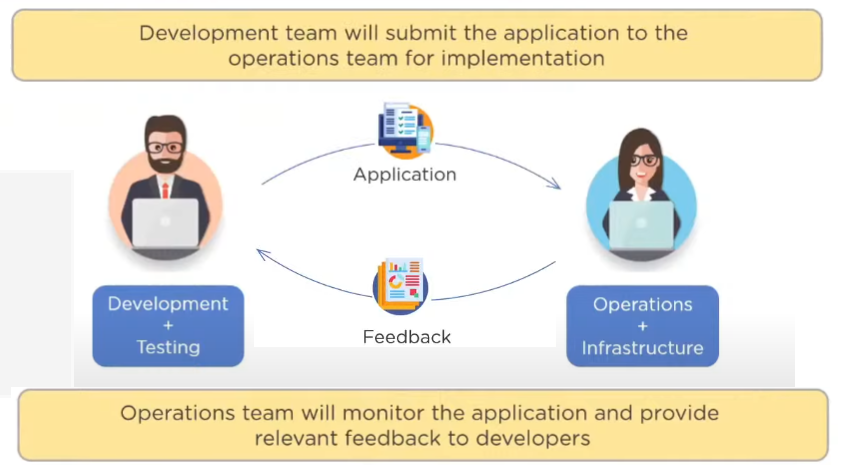 Development team will submit the application to the
operations team for implementation
Application
Feedback
Development
+
Testing
Operations
+
Infrastructure
Operations team will monitor the application and provide
relevant feedback to developers